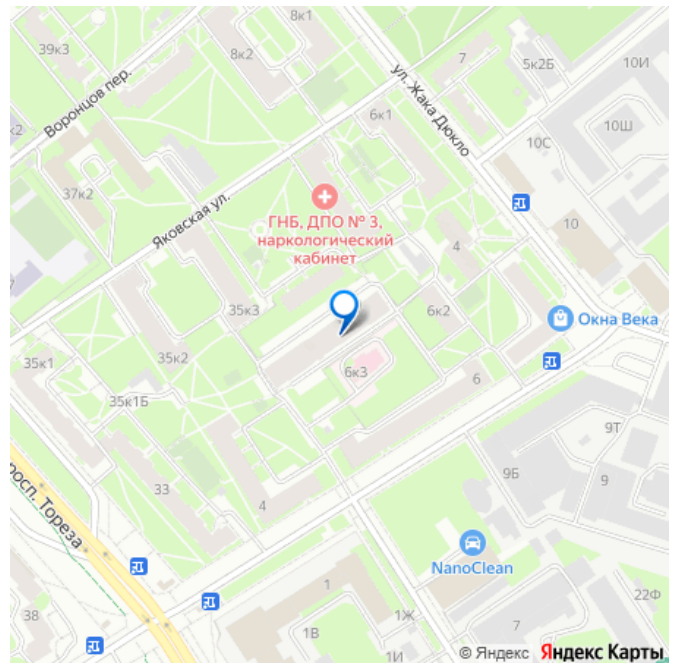 8к1
39к3
8к2
7
5к2Б
10И
ул. Жака Дюкло
Воронцов пер.
6к1
10Ш
10С
37к2
Яковская ул.
ГНБ, ДПО № 3,
наркологический
кабинет
10
4
35к3
6к2
Окна Века
35к2
35к1
6к3
6
35к1Б
9Т
9Б
9
33
4
просп. Тореза
NanoClean
1
22Ф
38
1В
1Ж
7
1И
© Яндекс Яндекс Карты